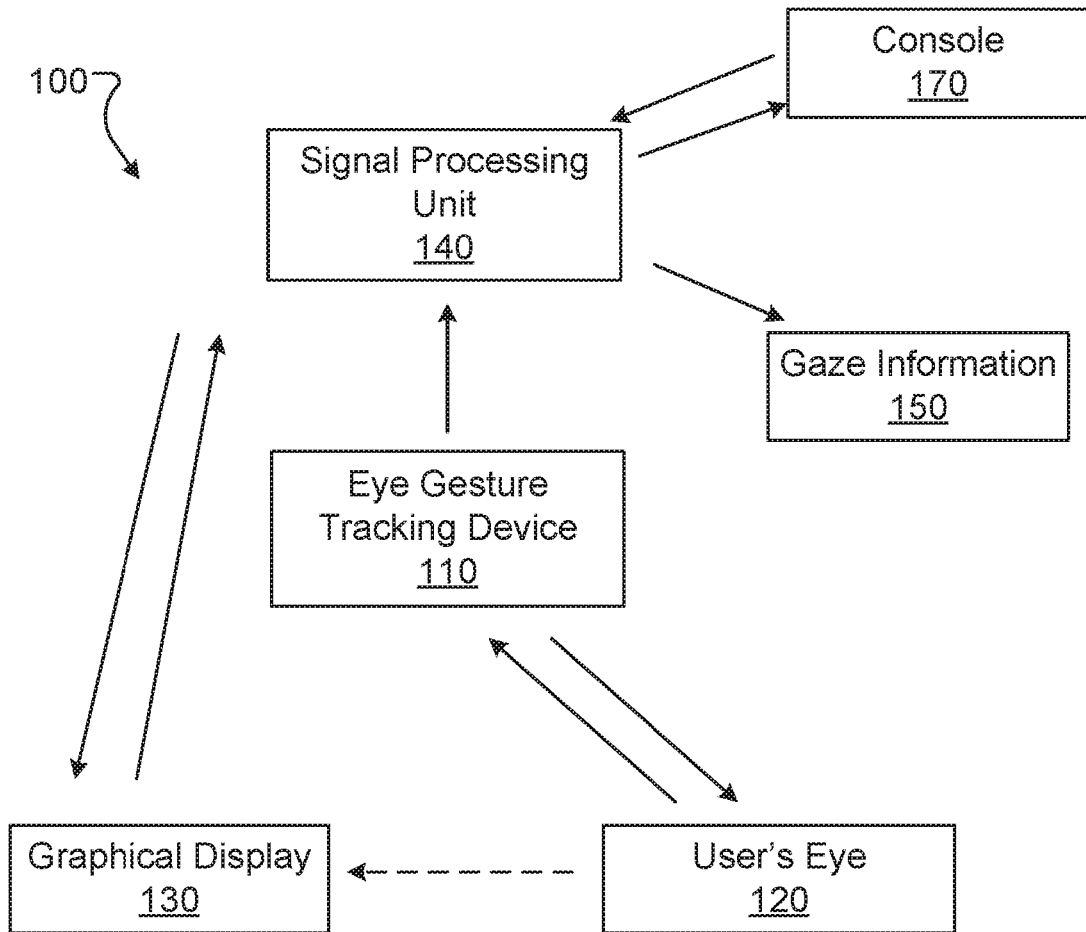 Console
170
100
Signal Processing
Unit
140
Gaze Information
150
Eye Gesture
Tracking Device
110
Graphical Display
130
User's Eye
120